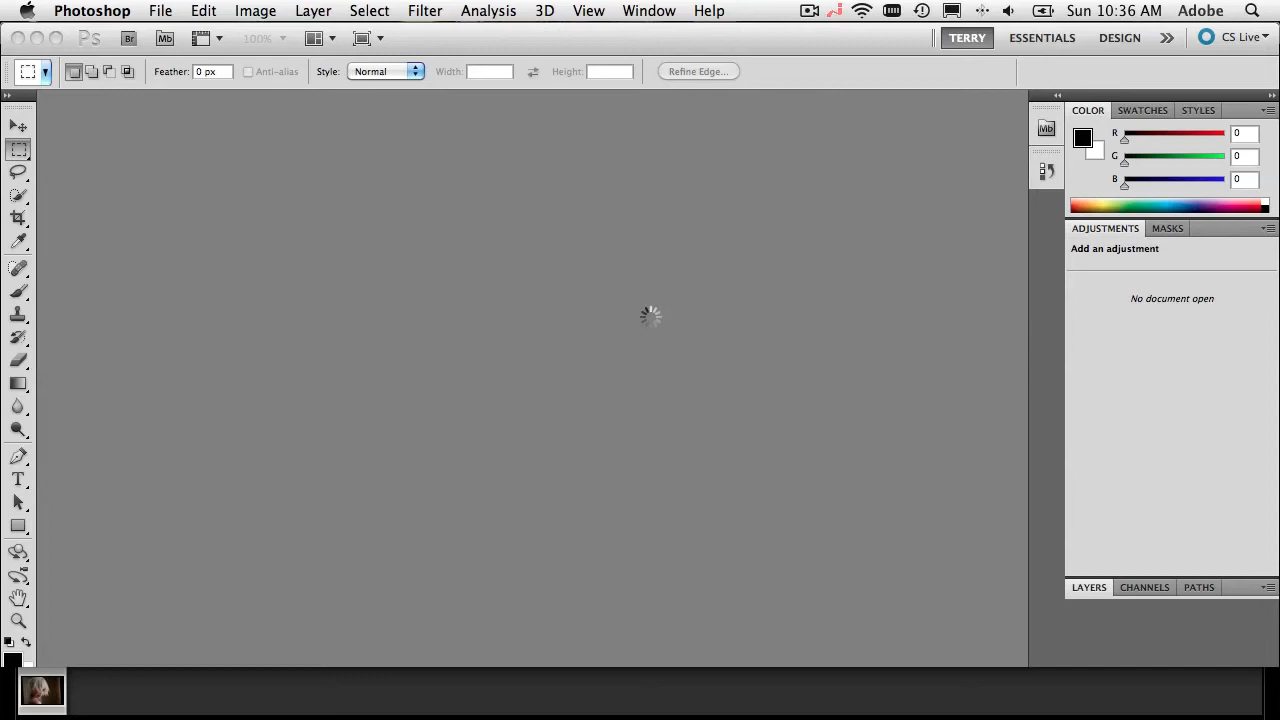 Photoshop File Edit Image Layer Select Filter Analysis 3D View Window Help Sun 10:36 AM Adobe
Ps Br Mb 100% TERRY ESSENTIALS DESIGN CS Live
Feather: 0 px Anti-alias Style: Normal Width: Height: Refine Edge...
COLOR SWATCHES STYLES
Mb
R 0
G 0
B 0
ADJUSTMENTS MASKS
Add an adjustment
No document open
T
LAYERS CHANNELS PATHS